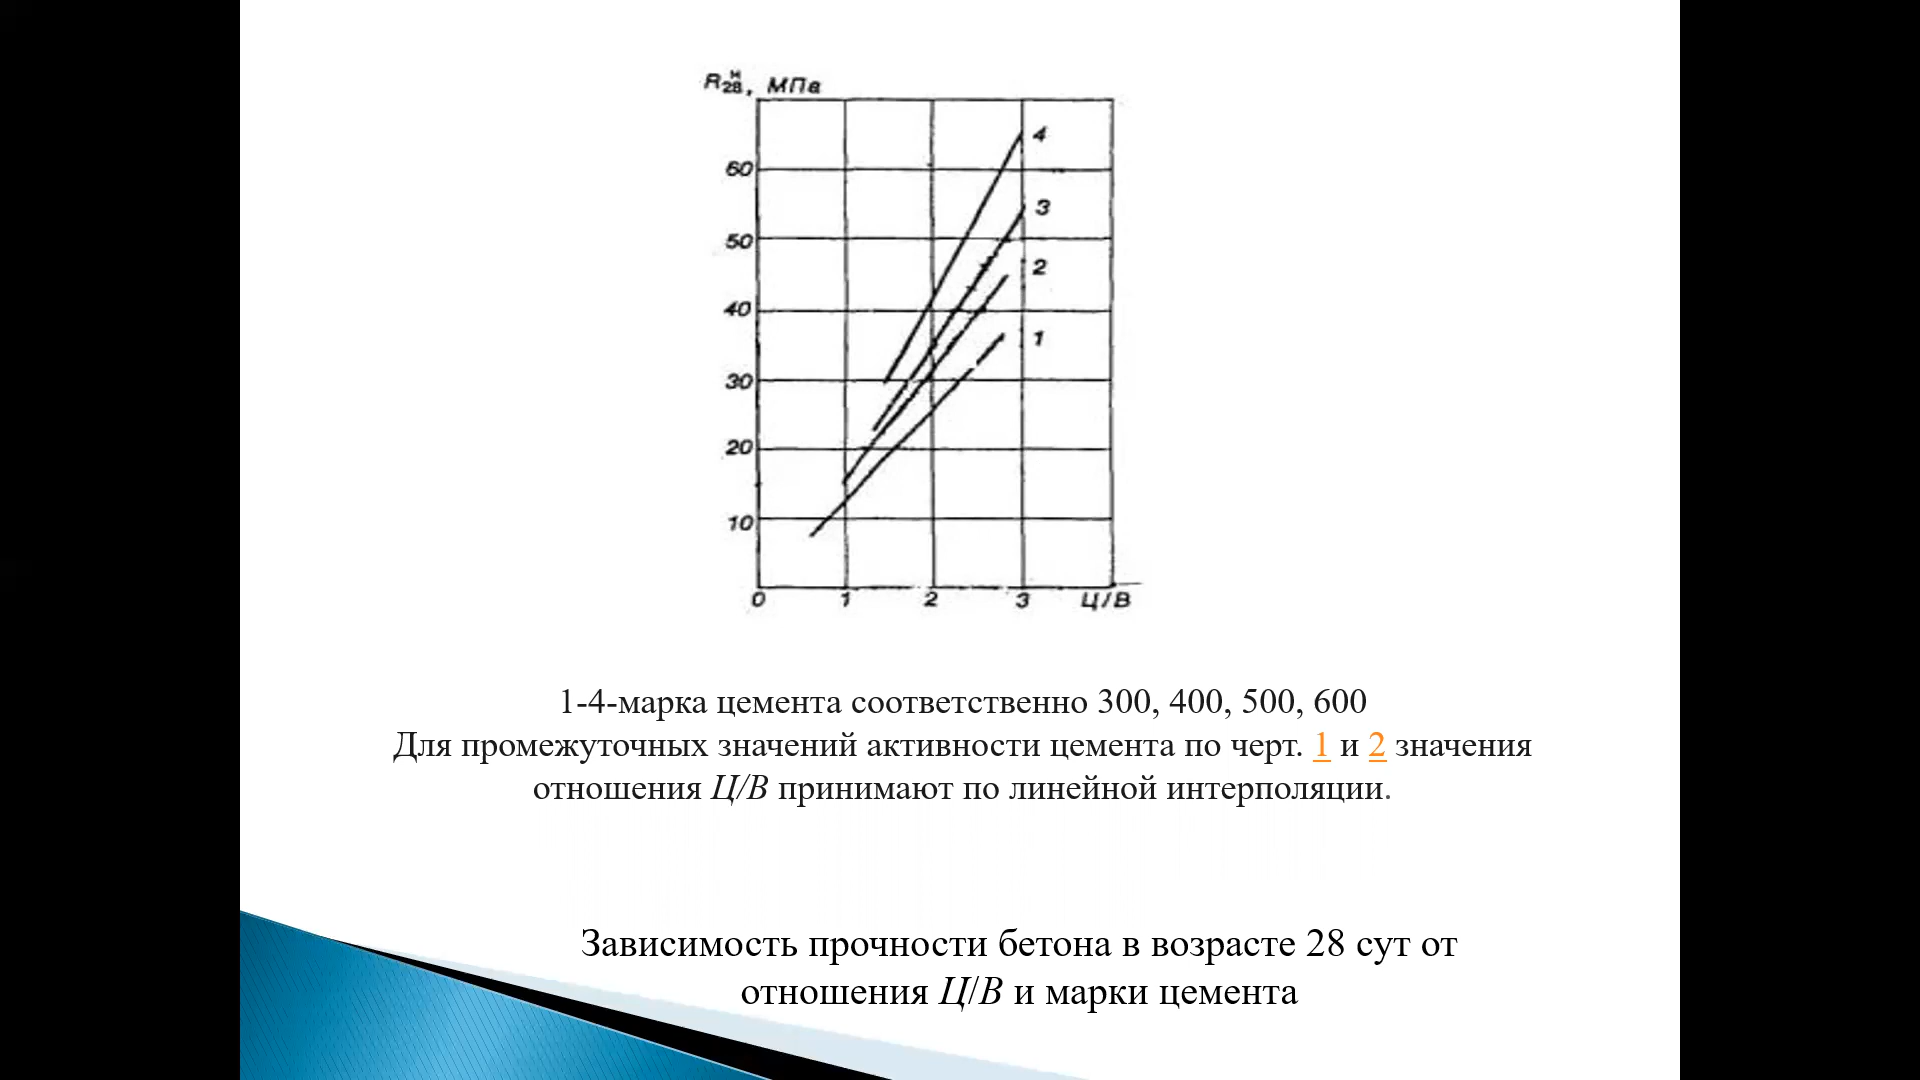 R₂₈ᴴ, МПа
4
60
3
50
2
40
1
30
20
10
0 1 2 3 Ц/В
1-4-марка цемента соответственно 300, 400, 500, 600
Для промежуточных значений активности цемента по черт. 1 и 2 значения
отношения Ц/В принимают по линейной интерполяции.
Зависимость прочности бетона в возрасте 28 сут от
отношения Ц/В и марки цемента